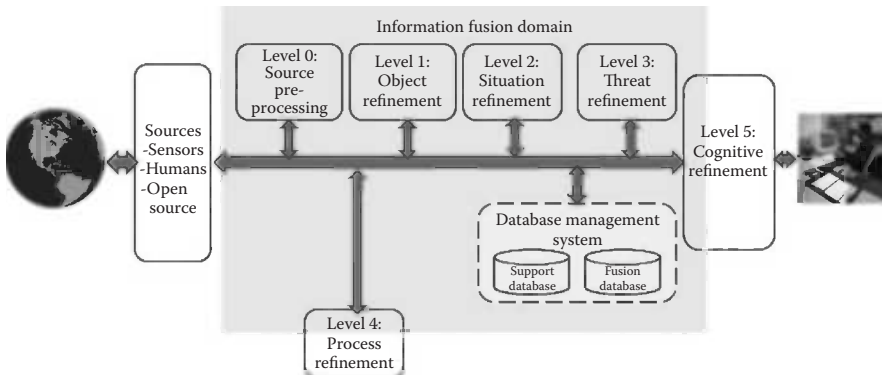 Information fusion domain
Level 0:
Source
pre-
processing
Level 1:
Object
refinement
Level 2:
Situation
refinement
Level 3:
Threat
refinement
Sources
-Sensors
-Humans
-Open
source
Level 5:
Cognitive
refinement
Database management
system
Support
database
Fusion
database
Level 4:
Process
refinement